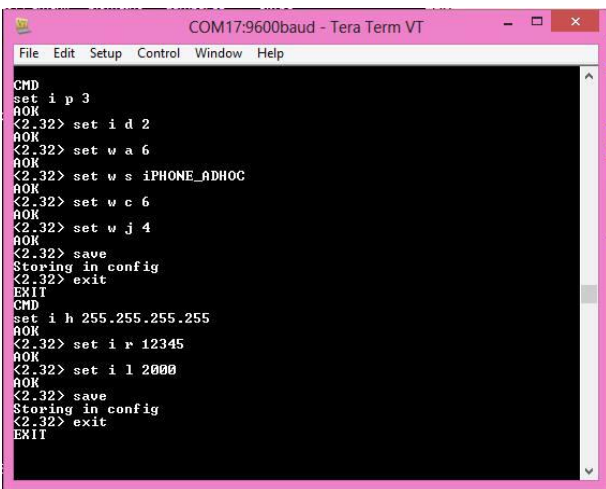 COM17:9600baud - Tera Term VT
File Edit Setup Control Window Help
CMD
set i p 3
AOK
<2.32> set i d 2
AOK
<2.32> set w a 6
AOK
<2.32> set w s iPHONE_ADHOC
AOK
<2.32> set w c 6
AOK
<2.32> set w j 4
AOK
<2.32> save
Storing in config
<2.32> exit
EXIT
CMD
set i h 255.255.255.255
AOK
<2.32> set i r 12345
AOK
<2.32> set i l 2000
AOK
<2.32> save
Storing in config
<2.32> exit
EXIT